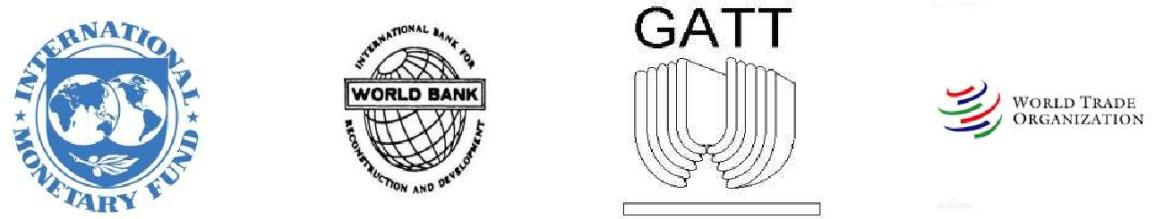 INTERNATIONAL
MONETARY FUND
INTERNATIONAL BANK FOR
WORLD BANK
RECONSTRUCTION AND DEVELOPMENT
GATT
WORLD TRADE
ORGANIZATION